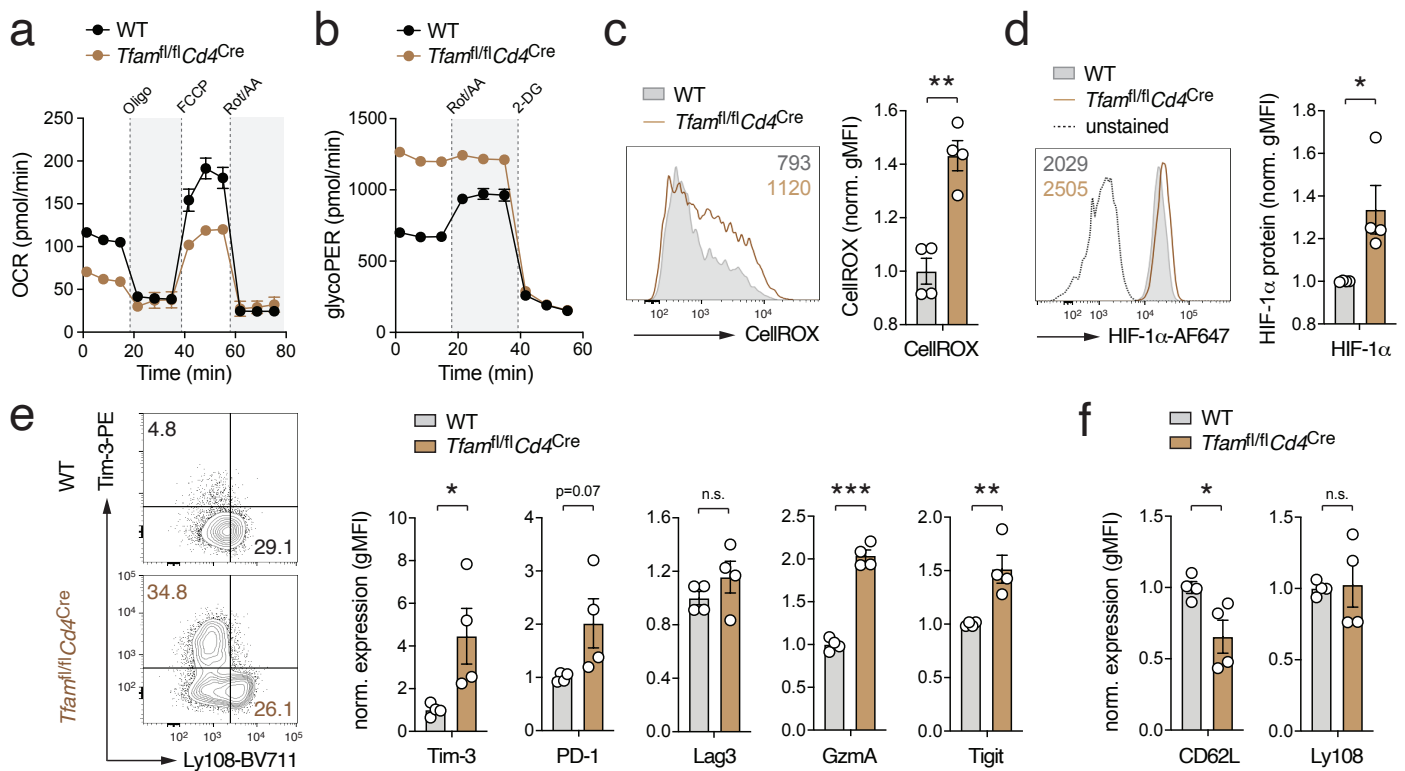 a
WT
Tfamfl/flCd4Cre
Oligo
FCCP
Rot/AA
OCR (pmol/min)
250
200
150
100
50
0
0 20 40 60 80
Time (min)
b
WT
Tfamfl/flCd4Cre
Rot/AA
2-DG
glycoPER (pmol/min)
1500
1000
500
0
0 20 40 60
Time (min)
c
WT
Tfamfl/flCd4Cre
793
1120
10² 10³ 10⁴
CellROX
CellROX (norm. gMFI)
**
1.6
1.4
1.2
1.0
0.8
CellROX
d
WT
Tfamfl/flCd4Cre
unstained
2029
2505
10² 10³ 10⁴ 10⁵
HIF-1α-AF647
HIF-1α protein (norm. gMFI)
*
1.8
1.6
1.4
1.2
1.0
0.8
HIF-1α
e
WT
Tfamfl/flCd4Cre
Tim-3-PE
4.8
29.1
34.8
26.1
10⁵
10⁴
10³
10²
10² 10³ 10⁴ 10⁵
Ly108-BV711
WT
Tfamfl/flCd4Cre
norm. expression (gMFI)
*
10
8
6
4
2
0
Tim-3
p=0.07
4
3
2
1
0
PD-1
n.s.
1.6
1.2
0.8
0.4
0.0
Lag3
***
2.5
2.0
1.5
1.0
0.5
0.0
GzmA
**
2.0
1.5
1.0
0.5
0.0
Tigit
f
WT
Tfamfl/flCd4Cre
norm. expression (gMFI)
*
1.5
1.0
0.5
0.0
CD62L
n.s.
1.5
1.0
0.5
0.0
Ly108